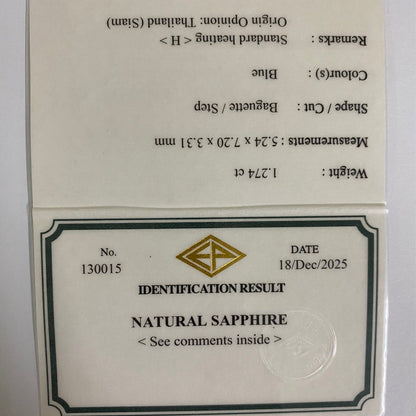 Weight : 1.274 ct
Measurements : 5.24 x 7.20 x 3.31 mm
Shape / Cut : Baguette / Step
Colour(s) : Blue
Remarks : Standard heating < H >
Origin Opinion: Thailand (Siam)
No. 130015
EP
DATE 18/Dec/2025
IDENTIFICATION RESULT
NATURAL SAPPHIRE
< See comments inside >